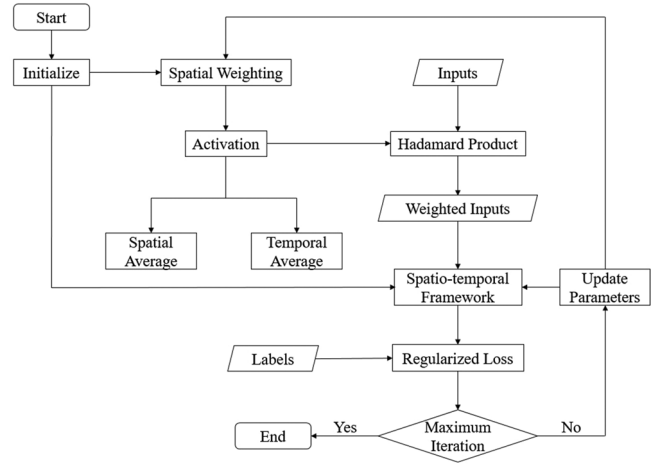 Start
Initialize
Spatial Weighting
Inputs
Activation
Hadamard Product
Weighted Inputs
Spatial
Average
Temporal
Average
Spatio-temporal
Framework
Update
Parameters
Labels
Regularized Loss
End
Yes
Maximum
Iteration
No